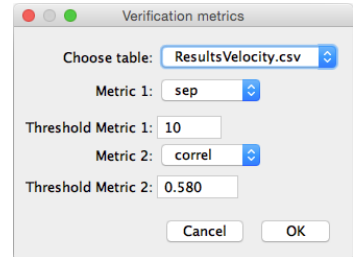 Verification metrics
Choose table: ResultsVelocity.csv
Metric 1: sep
Threshold Metric 1: 10
Metric 2: correl
Threshold Metric 2: 0.580
Cancel OK